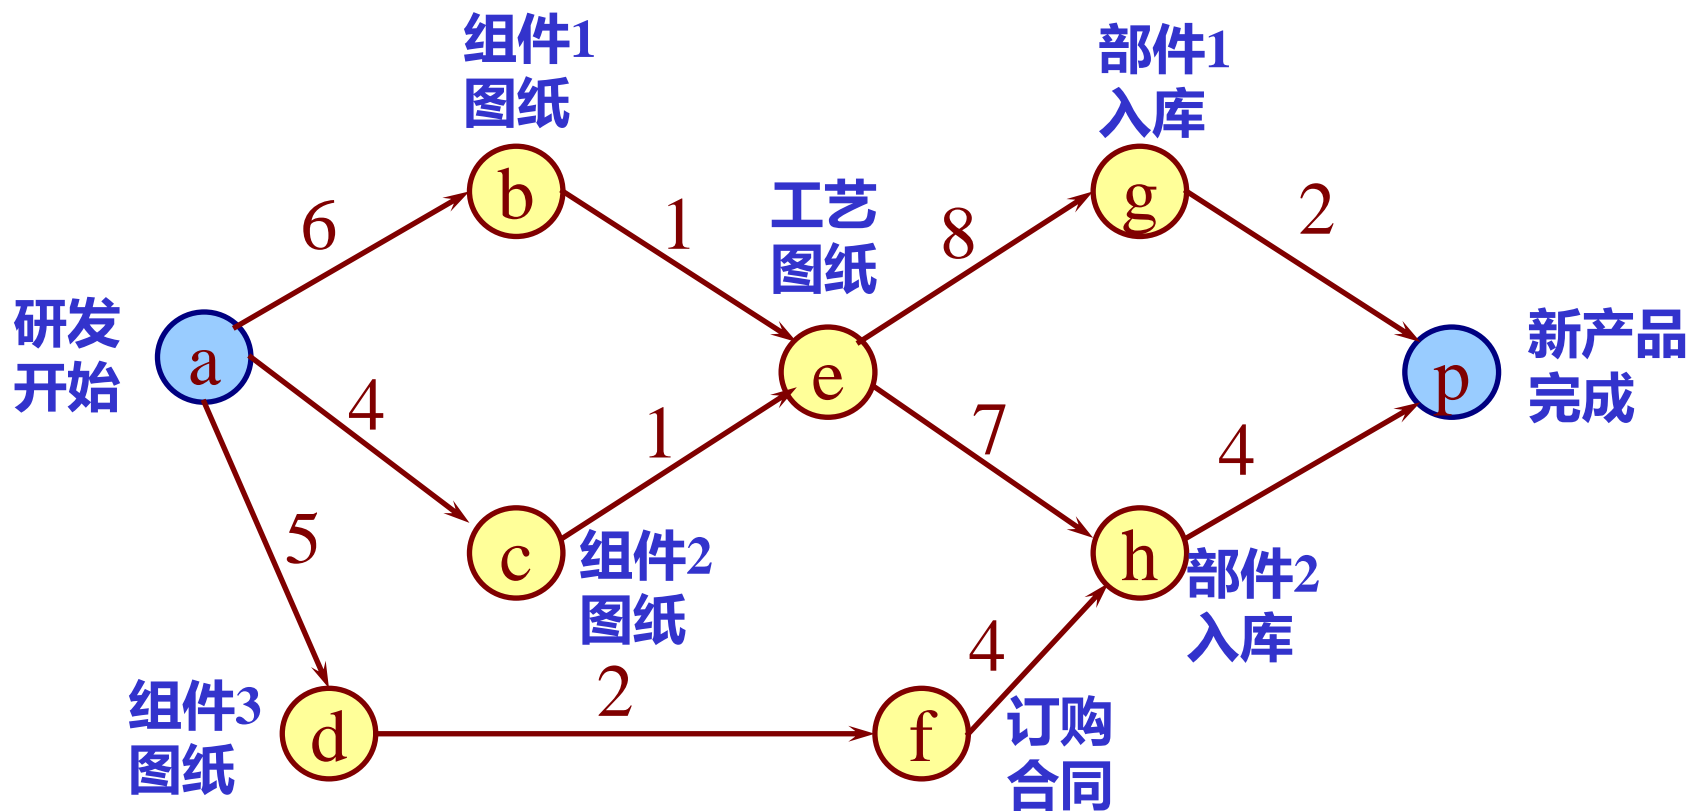 组件1
图纸
部件1
入库
b
g
6
1
工艺
图纸
8
2
研发
开始
a
e
新产品
完成
p
4
1
7
4
5
c
组件2
图纸
h
部件2
入库
4
组件3
图纸
d
2
f
订购
合同